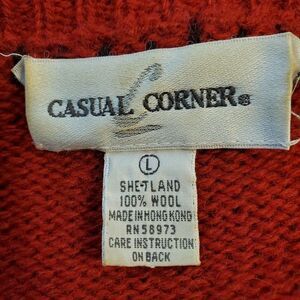 CASUAL CORNER®
L
SHETLAND
100% WOOL
MADE IN HONG KONG
RN 58973
CARE INSTRUCTION
ON BACK